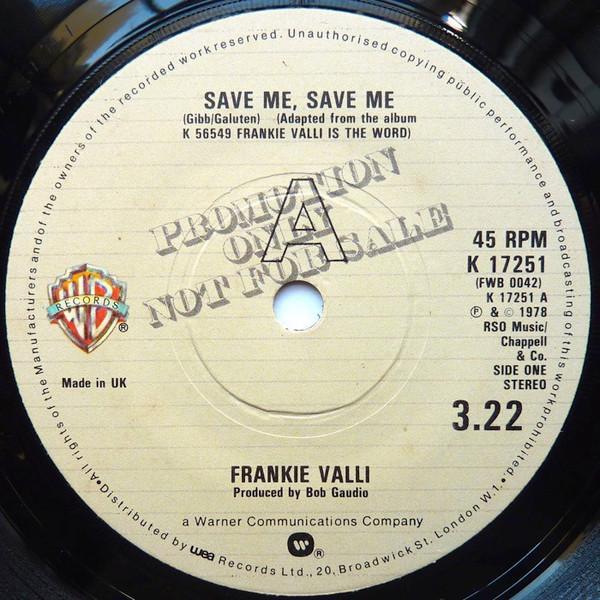 All rights of the Manufacturers and of the owners of the recorded work reserved. Unauthorised copying public performance and broadcasting of this work prohibited.
SAVE ME, SAVE ME
(Gibb/Galuten) (Adapted from the album
K 56549 FRANKIE VALLI IS THE WORD)
A
PROMOTION
ONLY
NOT FOR SALE
WB
RECORDS
®
Made in UK
45 RPM
K 17251
(FWB 0042)
K 17251 A
℗ & © 1978
RSO Music/
Chappell
& Co.
SIDE ONE
STEREO
3.22
FRANKIE VALLI
Produced by Bob Gaudio
a Warner Communications Company
®
• Distributed by wea Records Ltd., 20, Broadwick St. London W.1. •